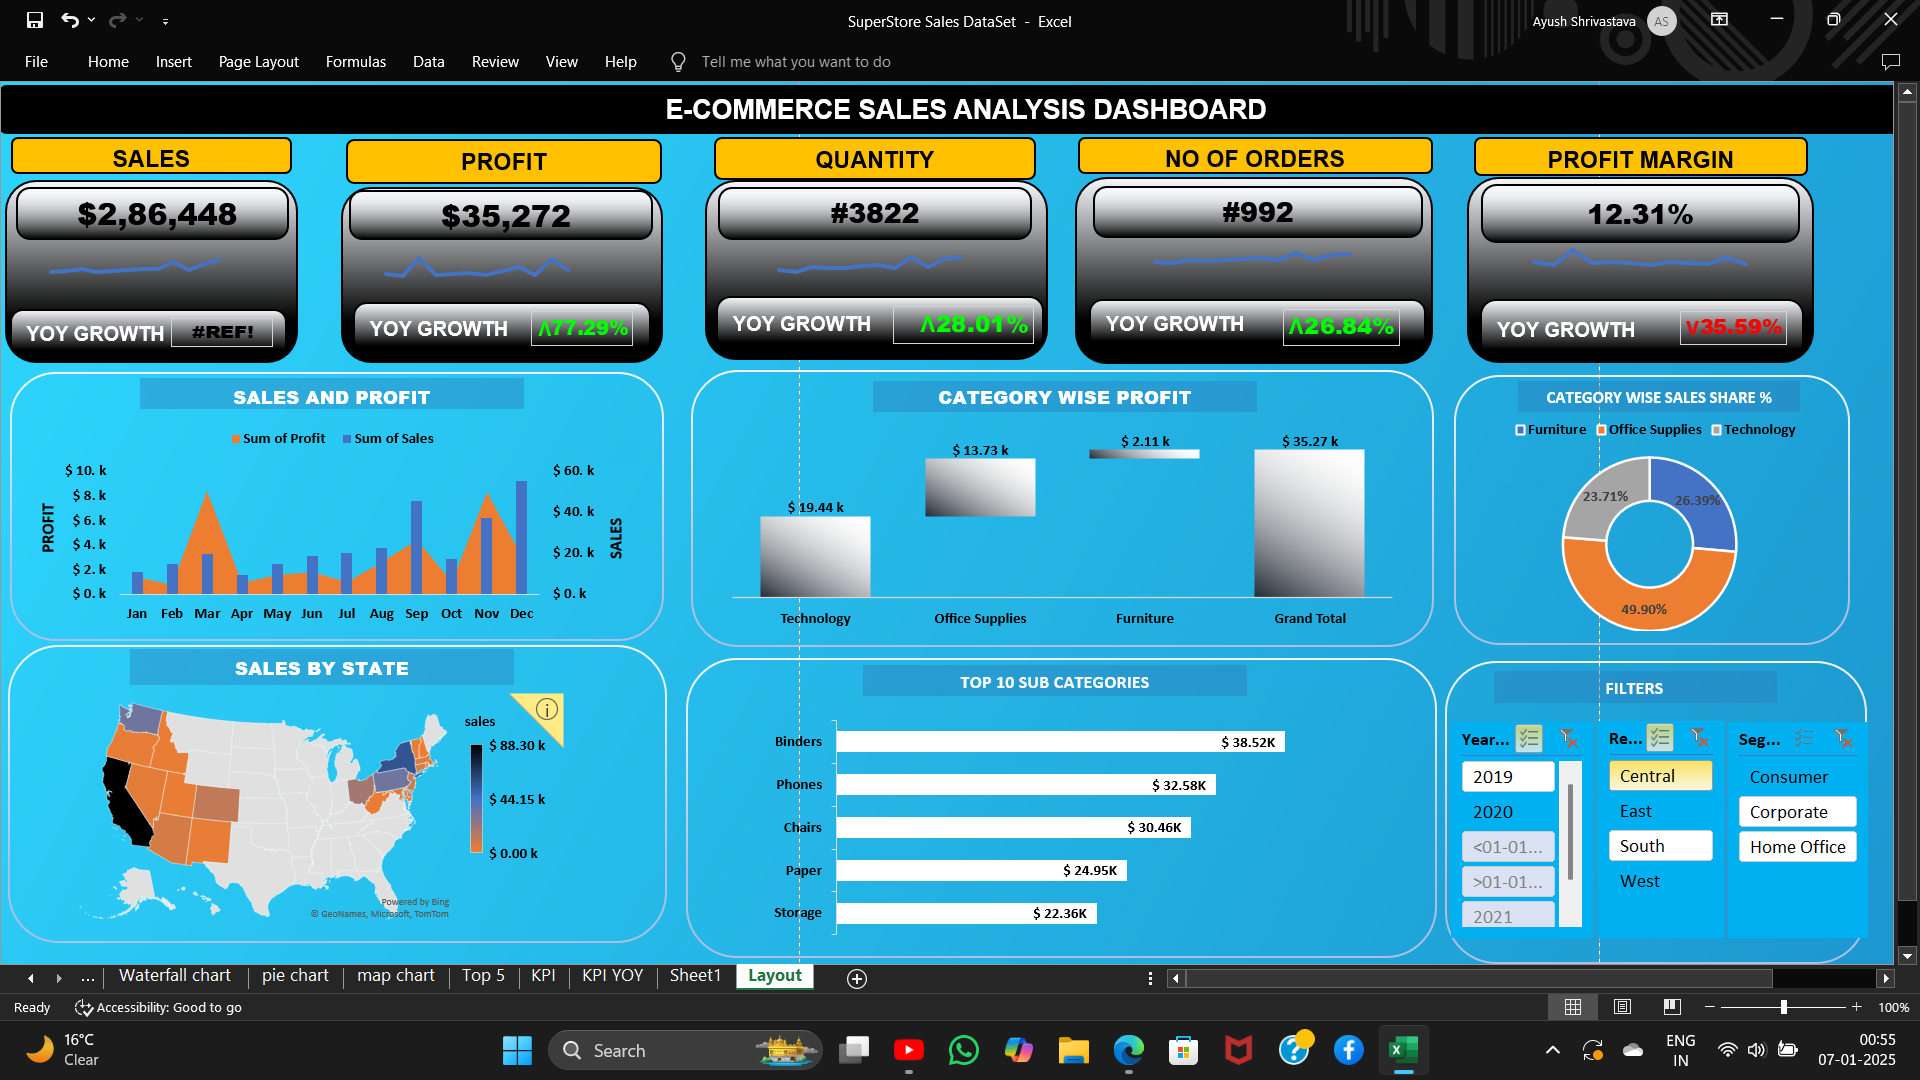 SuperStore Sales DataSet - Excel
Ayush Shrivastava
AS
File
Home
Insert
Page Layout
Formulas
Data
Review
View
Help
Tell me what you want to do
E-COMMERCE SALES ANALYSIS DASHBOARD
SALES
$2,86,448
YOY GROWTH
#REF!
PROFIT
$35,272
YOY GROWTH
Λ77.29%
QUANTITY
#3822
YOY GROWTH
Λ28.01%
NO OF ORDERS
#992
YOY GROWTH
Λ26.84%
PROFIT MARGIN
12.31%
YOY GROWTH
V35.59%
SALES AND PROFIT
Sum of Profit
Sum of Sales
PROFIT
$ 10. k
$ 8. k
$ 6. k
$ 4. k
$ 2. k
$ 0. k
$ 60. k
$ 40. k
$ 20. k
$ 0. k
SALES
Jan Feb Mar Apr May Jun Jul Aug Sep Oct Nov Dec
CATEGORY WISE PROFIT
$ 19.44 k
$ 13.73 k
$ 2.11 k
$ 35.27 k
Technology
Office Supplies
Furniture
Grand Total
CATEGORY WISE SALES SHARE %
Furniture
Office Supplies
Technology
23.71%
26.39%
49.90%
SALES BY STATE
sales
$ 88.30 k
$ 44.15 k
$ 0.00 k
Powered by Bing
© GeoNames, Microsoft, TomTom
TOP 10 SUB CATEGORIES
Binders
$ 38.52K
Phones
$ 32.58K
Chairs
$ 30.46K
Paper
$ 24.95K
Storage
$ 22.36K
FILTERS
Year...
2019
2020
<01-01...
>01-01...
2021
Re...
Central
East
South
West
Seg...
Consumer
Corporate
Home Office
...
Waterfall chart
pie chart
map chart
Top 5
KPI
KPI YOY
Sheet1
Layout
Ready
Accessibility: Good to go
100%
16°C
Clear
Search
ENG
IN
00:55
07-01-2025